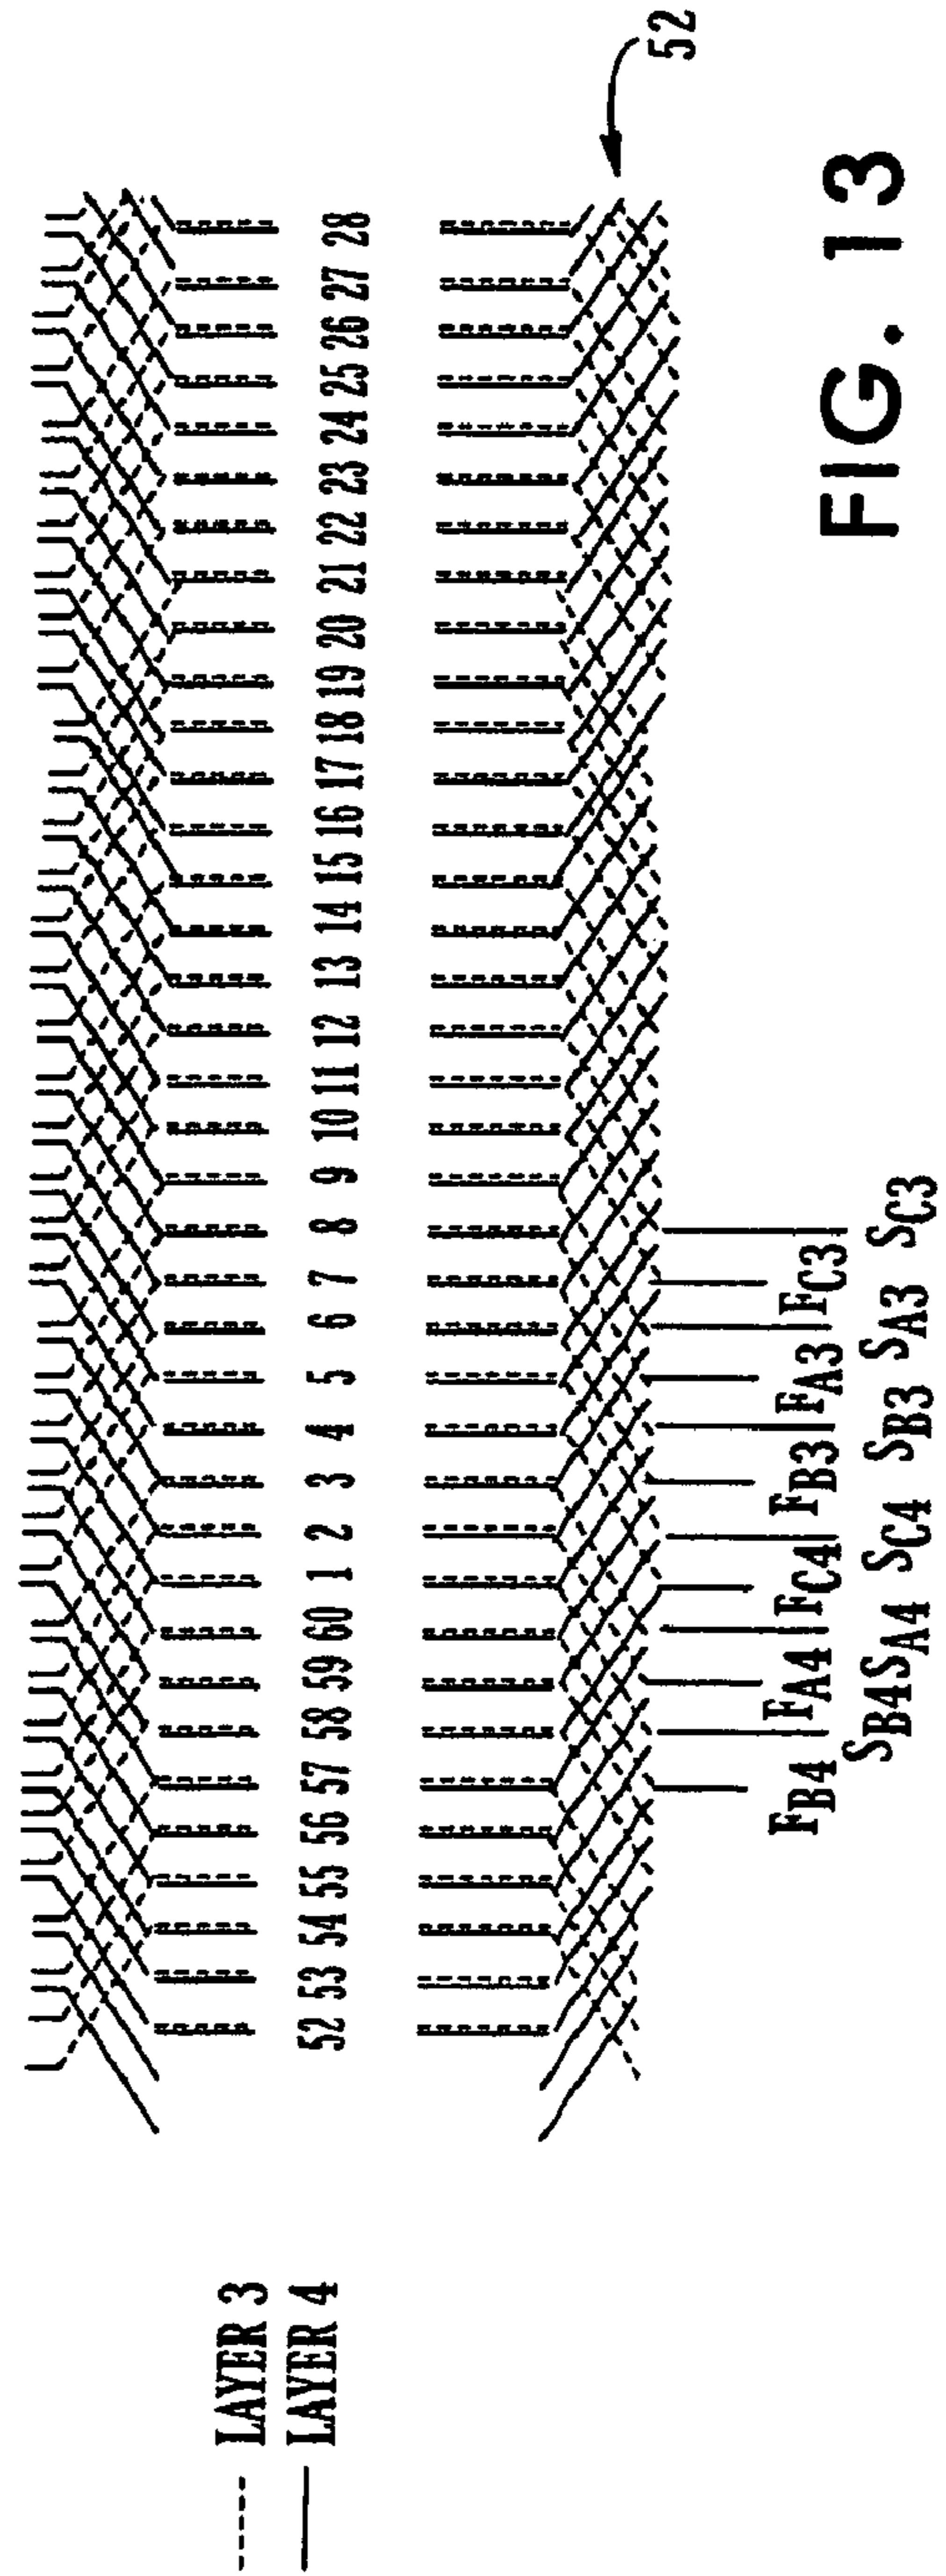 LAYER 3
LAYER 4
52 53 54 55 56 57 58 59 60 1 2 3 4 5 6 7 8 9 10 11 12 13 14 15 16 17 18 19 20 21 22 23 24 25 26 27 28
52
FB4 FA4 FC4 FB3 FA3 FC3
SB4 SA4 SC4 SB3 SA3 SC3
FIG. 13